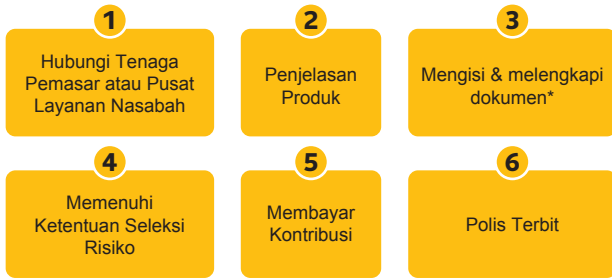 1
Hubungi Tenaga
Pemasar atau Pusat
Layanan Nasabah
2
Penjelasan
Produk
3
Mengisi & melengkapi
dokumen*
4
Memenuhi
Ketentuan Seleksi
Risiko
5
Membayar
Kontribusi
6
Polis Terbit